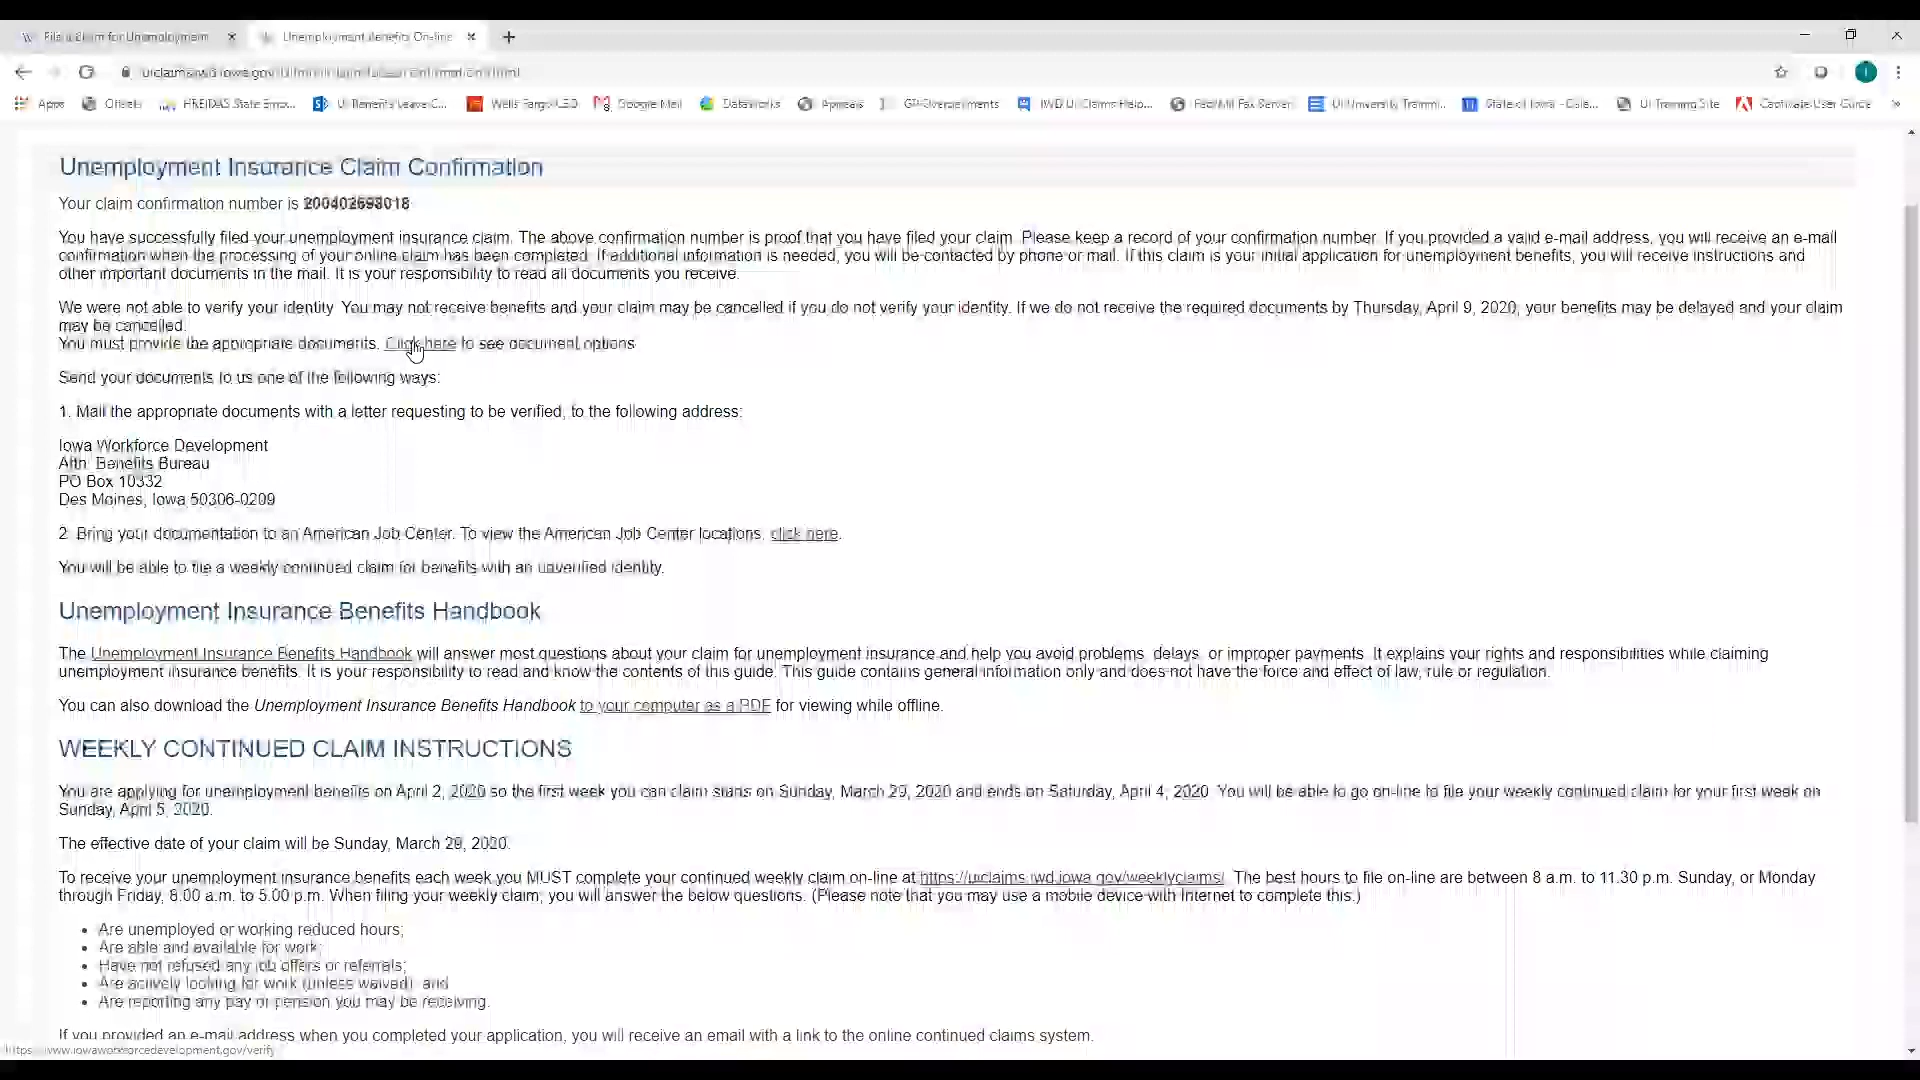 File a Claim for Unemployment
Unemployment Benefits On-line
uiclaims.iwd.iowa.gov
Apps
UI Benefits Leave C...
Wells Fargo CEO
Google Mail
Dataworks
Appeals
GP-Overpayments
IWD UI Claims Help...
Fed/Mil Fax Server
UI University Trainin...
State of Iowa - Cale...
UI Training Site
Captivate User Guide
Unemployment Insurance Claim Confirmation
Your claim confirmation number is
You have successfully filed your unemployment insurance claim. The above confirmation number is proof that you have filed your claim. Please keep a record of your confirmation number. If you provided a valid e-mail address, you will receive an e-mail
confirmation when the processing of your online claim has been completed. If additional information is needed, you will be contacted by phone or mail. If this claim is your initial application for unemployment benefits, you will receive instructions and
other important documents in the mail. It is your responsibility to read all documents you receive.
We were not able to verify your identity. You may not receive benefits and your claim may be cancelled if you do not verify your identity. If we do not receive the required documents by Thursday, April 9, 2020, your benefits may be delayed and your claim
may be cancelled.
You must provide the appropriate documents. Click here to see document options
Send your documents to us one of the following ways:
1. Mail the appropriate documents with a letter requesting to be verified, to the following address:
Iowa Workforce Development
Attn: Benefits Bureau
PO Box 10332
Des Moines, Iowa 50306-0209
2. Bring your documentation to an American Job Center. To view the American Job Center locations, click here.
You will be able to file a weekly continued claim for benefits with an unverified identity.
Unemployment Insurance Benefits Handbook
The Unemployment Insurance Benefits Handbook will answer most questions about your claim for unemployment insurance and help you avoid problems, delays, or improper payments. It explains your rights and responsibilities while claiming
unemployment insurance benefits. It is your responsibility to read and know the contents of this guide. This guide contains general information only and does not have the force and effect of law, rule or regulation.
You can also download the Unemployment Insurance Benefits Handbook to your computer as a PDF for viewing while offline.
WEEKLY CONTINUED CLAIM INSTRUCTIONS
You are applying for unemployment benefits on April 2, 2020 so the first week you can claim starts on Sunday, March 29, 2020 and ends on Saturday, April 4, 2020. You will be able to go on-line to file your weekly continued claim for your first week on
Sunday, April 5, 2020.
The effective date of your claim will be Sunday, March 29, 2020.
To receive your unemployment insurance benefits each week you MUST complete your continued weekly claim on-line at https://uiclaims.iwd.iowa.gov/weeklyclaims/. The best hours to file on-line are between 8 a.m. to 11:30 p.m. Sunday, or Monday
through Friday, 8:00 a.m. to 5:00 p.m. When filing your weekly claim, you will answer the below questions. (Please note that you may use a mobile device with Internet to complete this.)
• Are unemployed or working reduced hours;
• Are able and available for work;
• Have not refused any job offers or referrals;
• Are actively looking for work (unless waived); and
• Are reporting any pay or pension you may be receiving.
If you provided an e-mail address when you completed your application, you will receive an email with a link to the online continued claims system.
https://www.iowaworkforcedevelopment.gov/verify